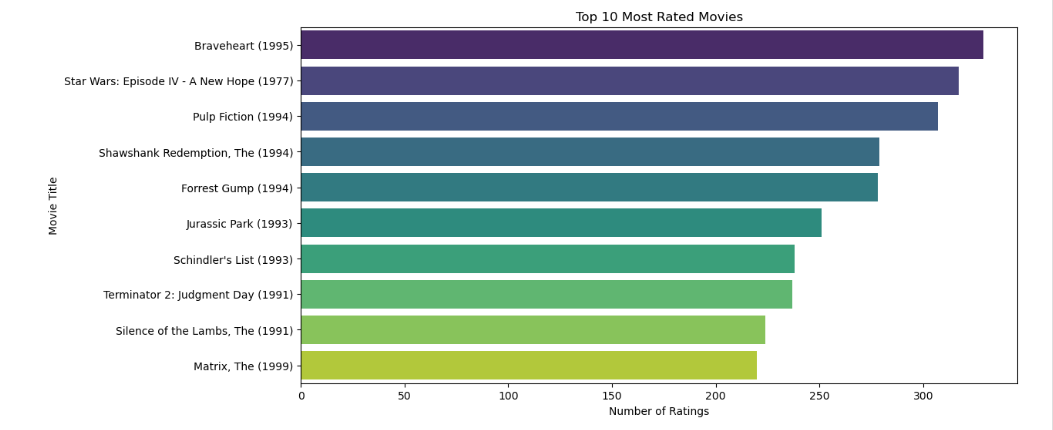 Top 10 Most Rated Movies
Movie Title
Braveheart (1995)
Star Wars: Episode IV - A New Hope (1977)
Pulp Fiction (1994)
Shawshank Redemption, The (1994)
Forrest Gump (1994)
Jurassic Park (1993)
Schindler's List (1993)
Terminator 2: Judgment Day (1991)
Silence of the Lambs, The (1991)
Matrix, The (1999)
0 50 100 150 200 250 300
Number of Ratings